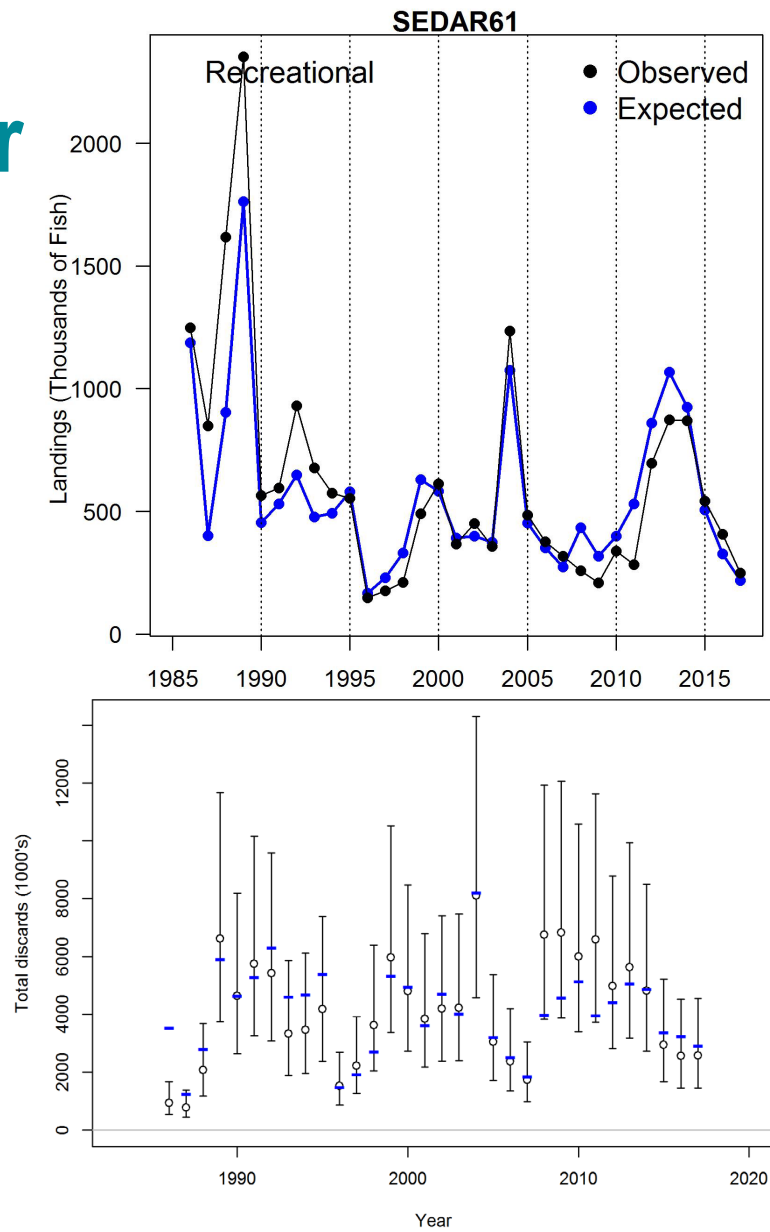 SEDAR61
r
Recreational
Observed
Expected
Landings (Thousands of Fish)
2000
1500
1000
500
0
1985 1990 1995 2000 2005 2010 2015
Total discards (1000's)
12000
8000
6000
4000
2000
0
1990 2000 2010 2020
Year